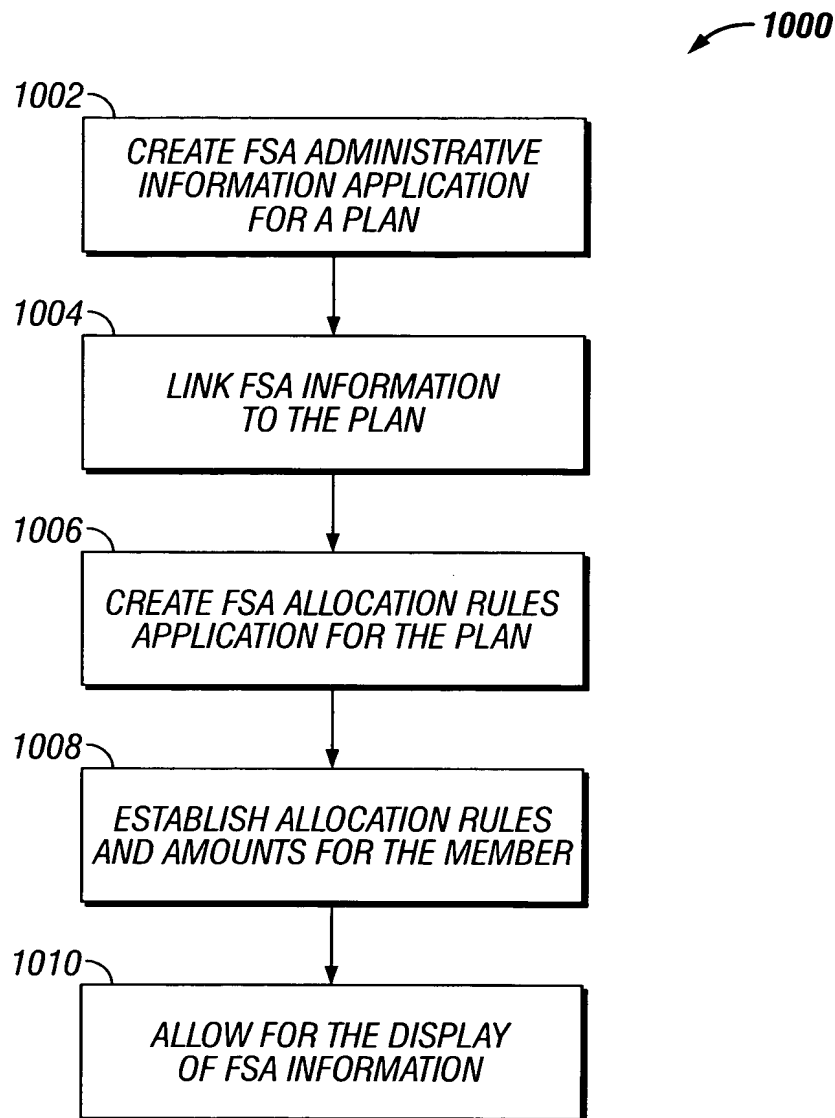 1000
1002
CREATE FSA ADMINISTRATIVE
INFORMATION APPLICATION
FOR A PLAN
1004
LINK FSA INFORMATION
TO THE PLAN
1006
CREATE FSA ALLOCATION RULES
APPLICATION FOR THE PLAN
1008
ESTABLISH ALLOCATION RULES
AND AMOUNTS FOR THE MEMBER
1010
ALLOW FOR THE DISPLAY
OF FSA INFORMATION